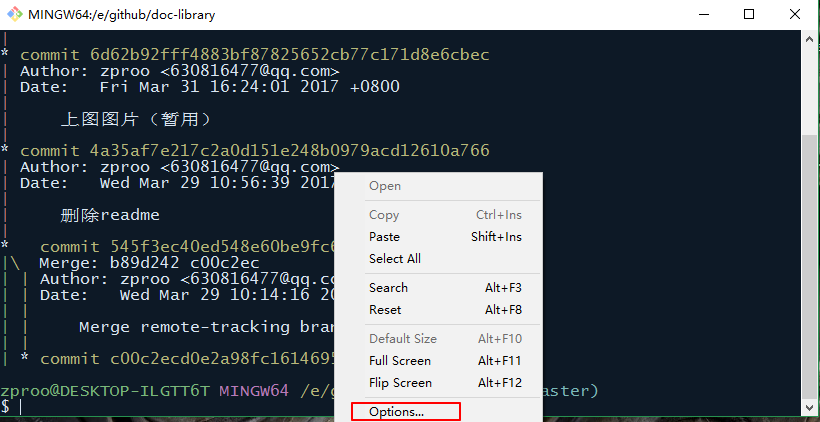 MINGW64:/e/github/doc-library
* commit 6d62b92fff4883bf87825652cb77c171d8e6cbec
Author: zproo <630816477@qq.com>
Date: Fri Mar 31 16:24:01 2017 +0800
上图图片（暂用）
* commit 4a35af7e217c2a0d151e248b0979acd12610a766
Author: zproo <630816477@qq.com>
Date: Wed Mar 29 10:56:39 2017
删除readme
* commit 545f3ec40ed548e60be9fc6
|\ Merge: b89d242 c00c2ec
| | Author: zproo <630816477@qq.co
| | Date: Wed Mar 29 10:14:16 20
Merge remote-tracking bran
| * commit c00c2ecd0e2a98fc1614695
zproo@DESKTOP-ILGTT6T MINGW64 /e/g aster)
$
Open
Copy Ctrl+Ins
Paste Shift+Ins
Select All
Search Alt+F3
Reset Alt+F8
Default Size Alt+F10
Full Screen Alt+F11
Flip Screen Alt+F12
Options...